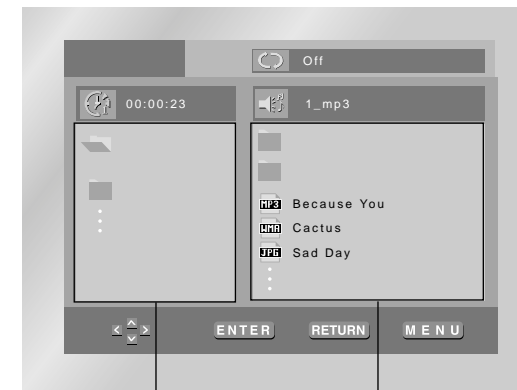 Off
00:00:23
1_mp3
MP3 Because You
WMA Cactus
JPG Sad Day
ENTER RETURN MENU